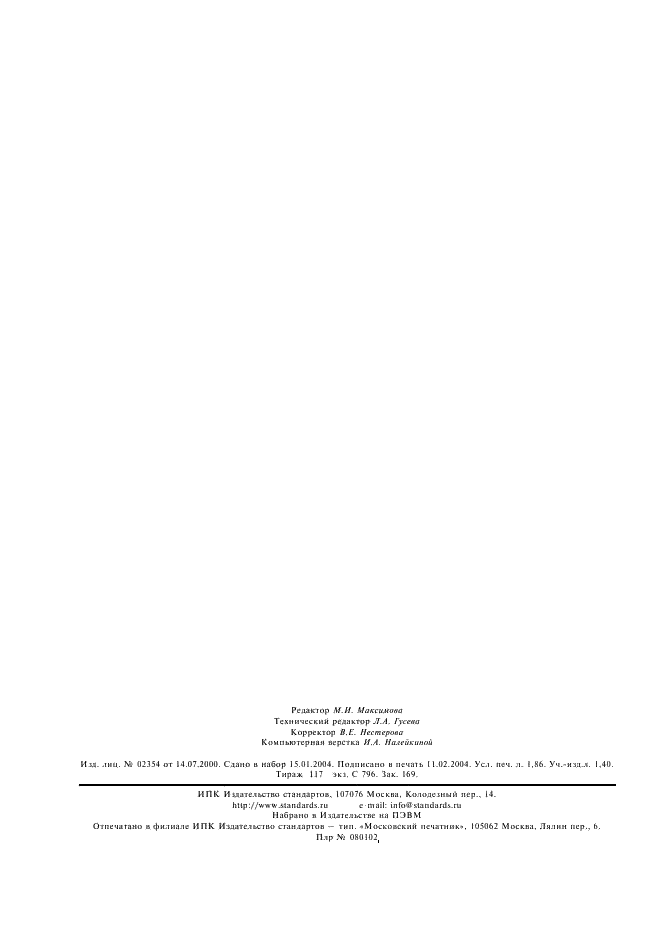 Редактор М.И. Максимова
Технический редактор Л.А. Гусева
Корректор В.Е. Нестерова
Компьютерная верстка И.А. Налейкиной
Изд. лиц. № 02354 от 14.07.2000. Сдано в набор 15.01.2004. Подписано в печать 11.02.2004. Усл. печ. л. 1,86. Уч.-изд.л. 1,40.
Тираж 117 экз. С 796. Зак. 169.
ИПК Издательство стандартов, 107076 Москва, Колодезный пер., 14.
http://www.standards.ru e-mail: info@standards.ru
Набрано в Издательстве на ПЭВМ
Отпечатано в филиале ИПК Издательство стандартов — тип. «Московский печатник», 105062 Москва, Лялин пер., 6.
Плр № 080102